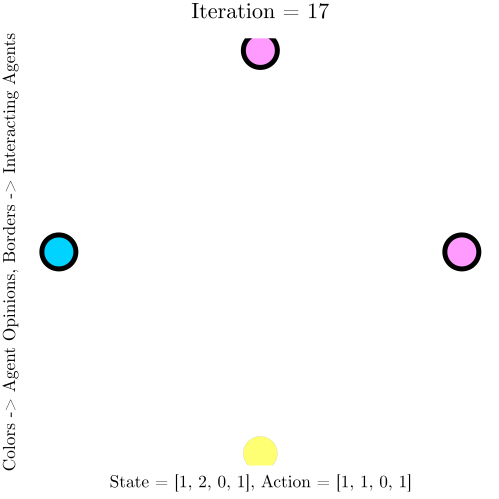 Iteration = 17
Colors -> Agent Opinions, Borders -> Interacting Agents
State = [1, 2, 0, 1], Action = [1, 1, 0, 1]